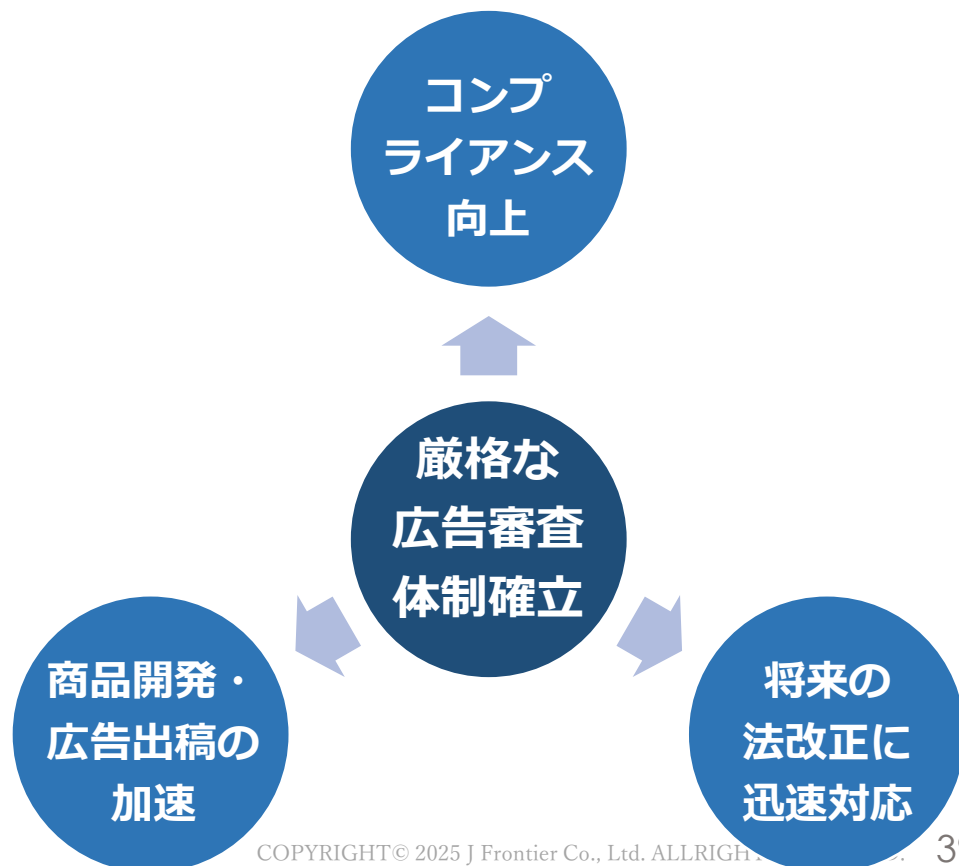 コンプ
ライアンス
向上
厳格な
広告審査
体制確立
商品開発・
広告出稿の
加速
将来の
法改正に
迅速対応
COPYRIGHT© 2025 J Frontier Co., Ltd.